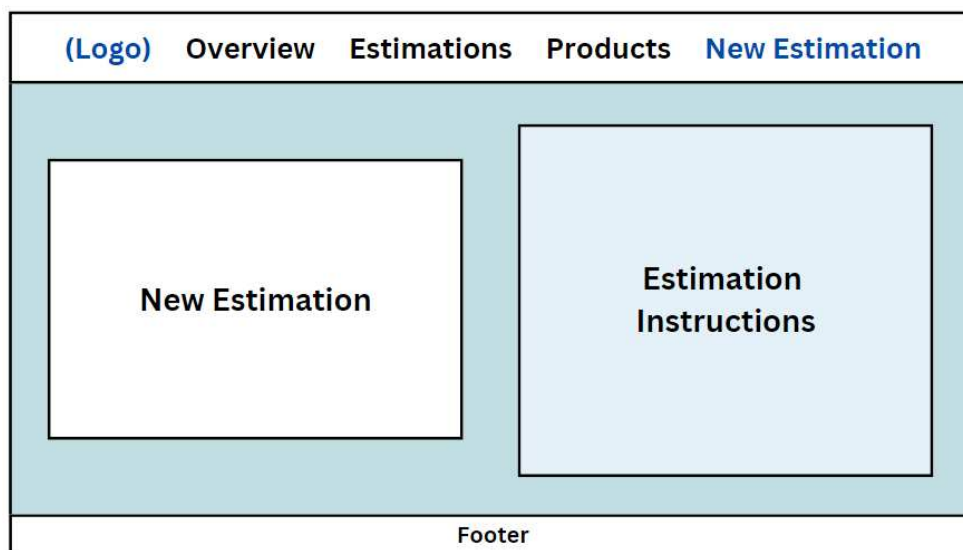 (Logo) Overview Estimations Products New Estimation
New Estimation
Estimation
Instructions
Footer